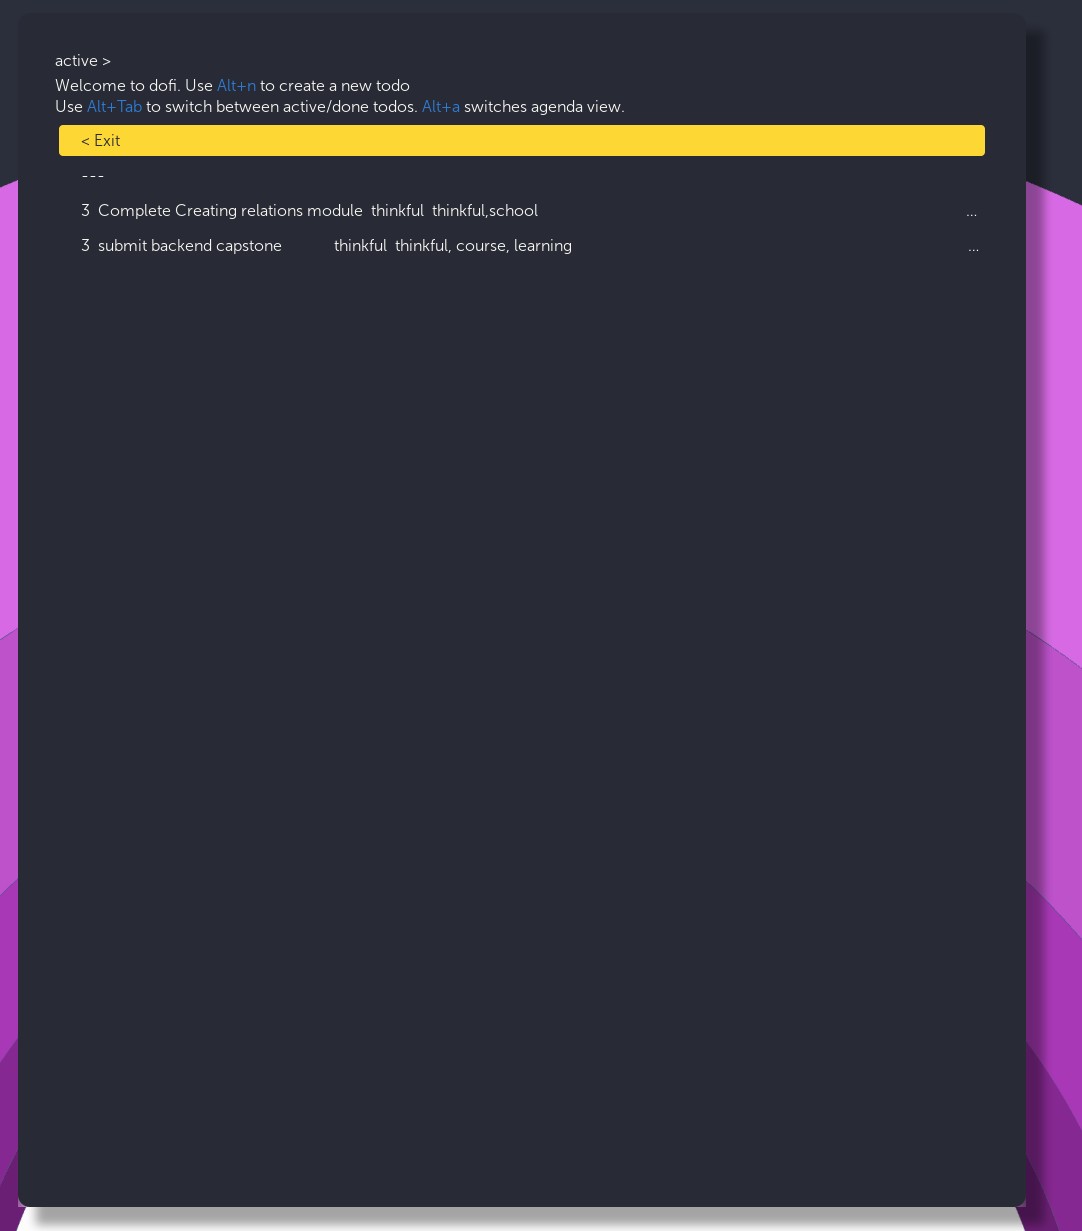 active >
Welcome to dofi. Use Alt+n to create a new todo
Use Alt+Tab to switch between active/done todos. Alt+a switches agenda view.
< Exit
---
3 Complete Creating relations module thinkful thinkful,school ...
3 submit backend capstone thinkful thinkful, course, learning ...